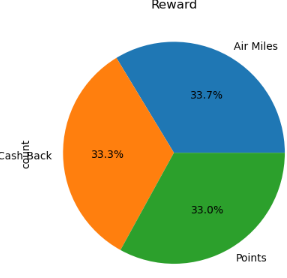 Reward
Air Miles
33.7%
Cash Back
33.3%
count
33.0%
Points